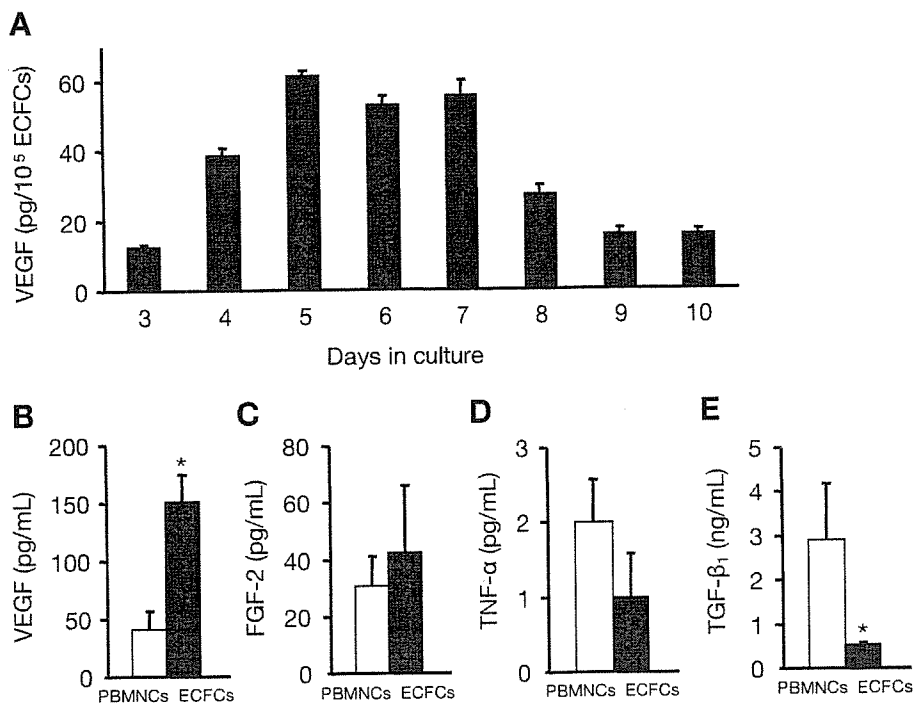 A
VEGF (pg/10⁵ ECFCs)
60
40
20
0
3 4 5 6 7 8 9 10
Days in culture
B
VEGF (pg/mL)
200
150
100
50
0
*
PBMNCs ECFCs
C
FGF-2 (pg/mL)
80
60
40
20
0
PBMNCs ECFCs
D
TNF-α (pg/mL)
3
2
1
0
PBMNCs ECFCs
E
TGF-β₁ (ng/mL)
5
4
3
2
1
0
*
PBMNCs ECFCs